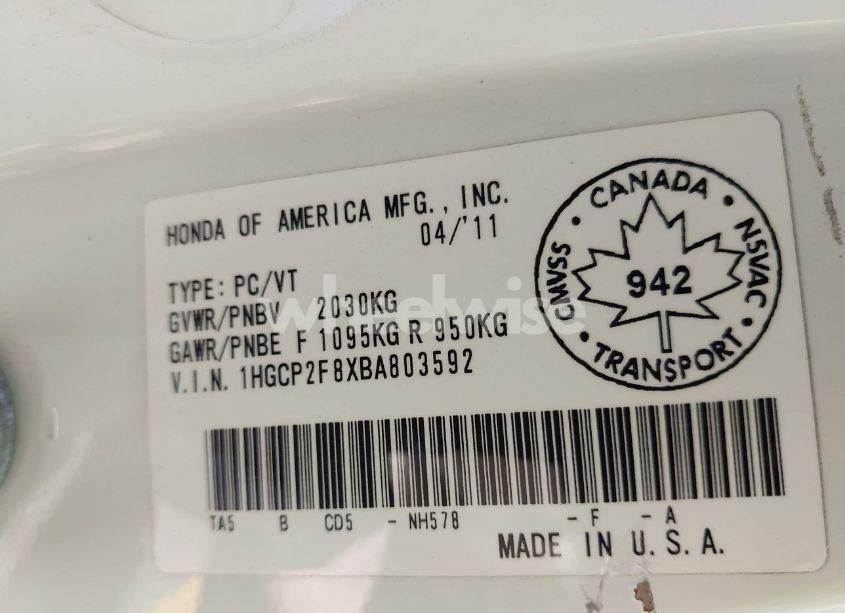 HONDA OF AMERICA MFG., INC.
04/'11
TYPE: PC/VT
GVWR/PNBV 2030KG
GAWR/PNBE F 1095KG R 950KG
V.I.N. 1HGCP2F8XBA803592
CANADA
CMVSS • NSVAC
942
TRANSPORT
TA5 B CD5 - NH578 - F - A
MADE IN U.S.A.
wheelwise